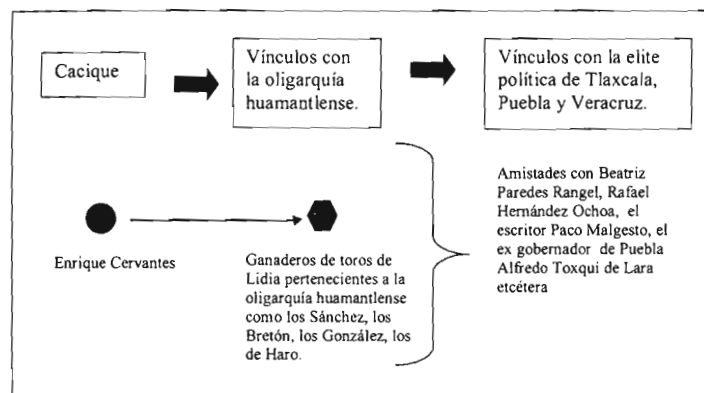 Cacique
Vínculos con
la oligarquía
huamantlense.
Vínculos con la elite
política de Tlaxcala,
Puebla y Veracruz.
Enrique Cervantes
Ganaderos de toros de
Lidia pertenecientes a la
oligarquía huamantlense
como los Sánchez, los
Bretón, los González, los
de Haro.
Amistades con Beatriz
Paredes Rangel, Rafael
Hernández Ochoa, el
escritor Paco Malgesto, el
ex gobernador de Puebla
Alfredo Toxqui de Lara
etcétera